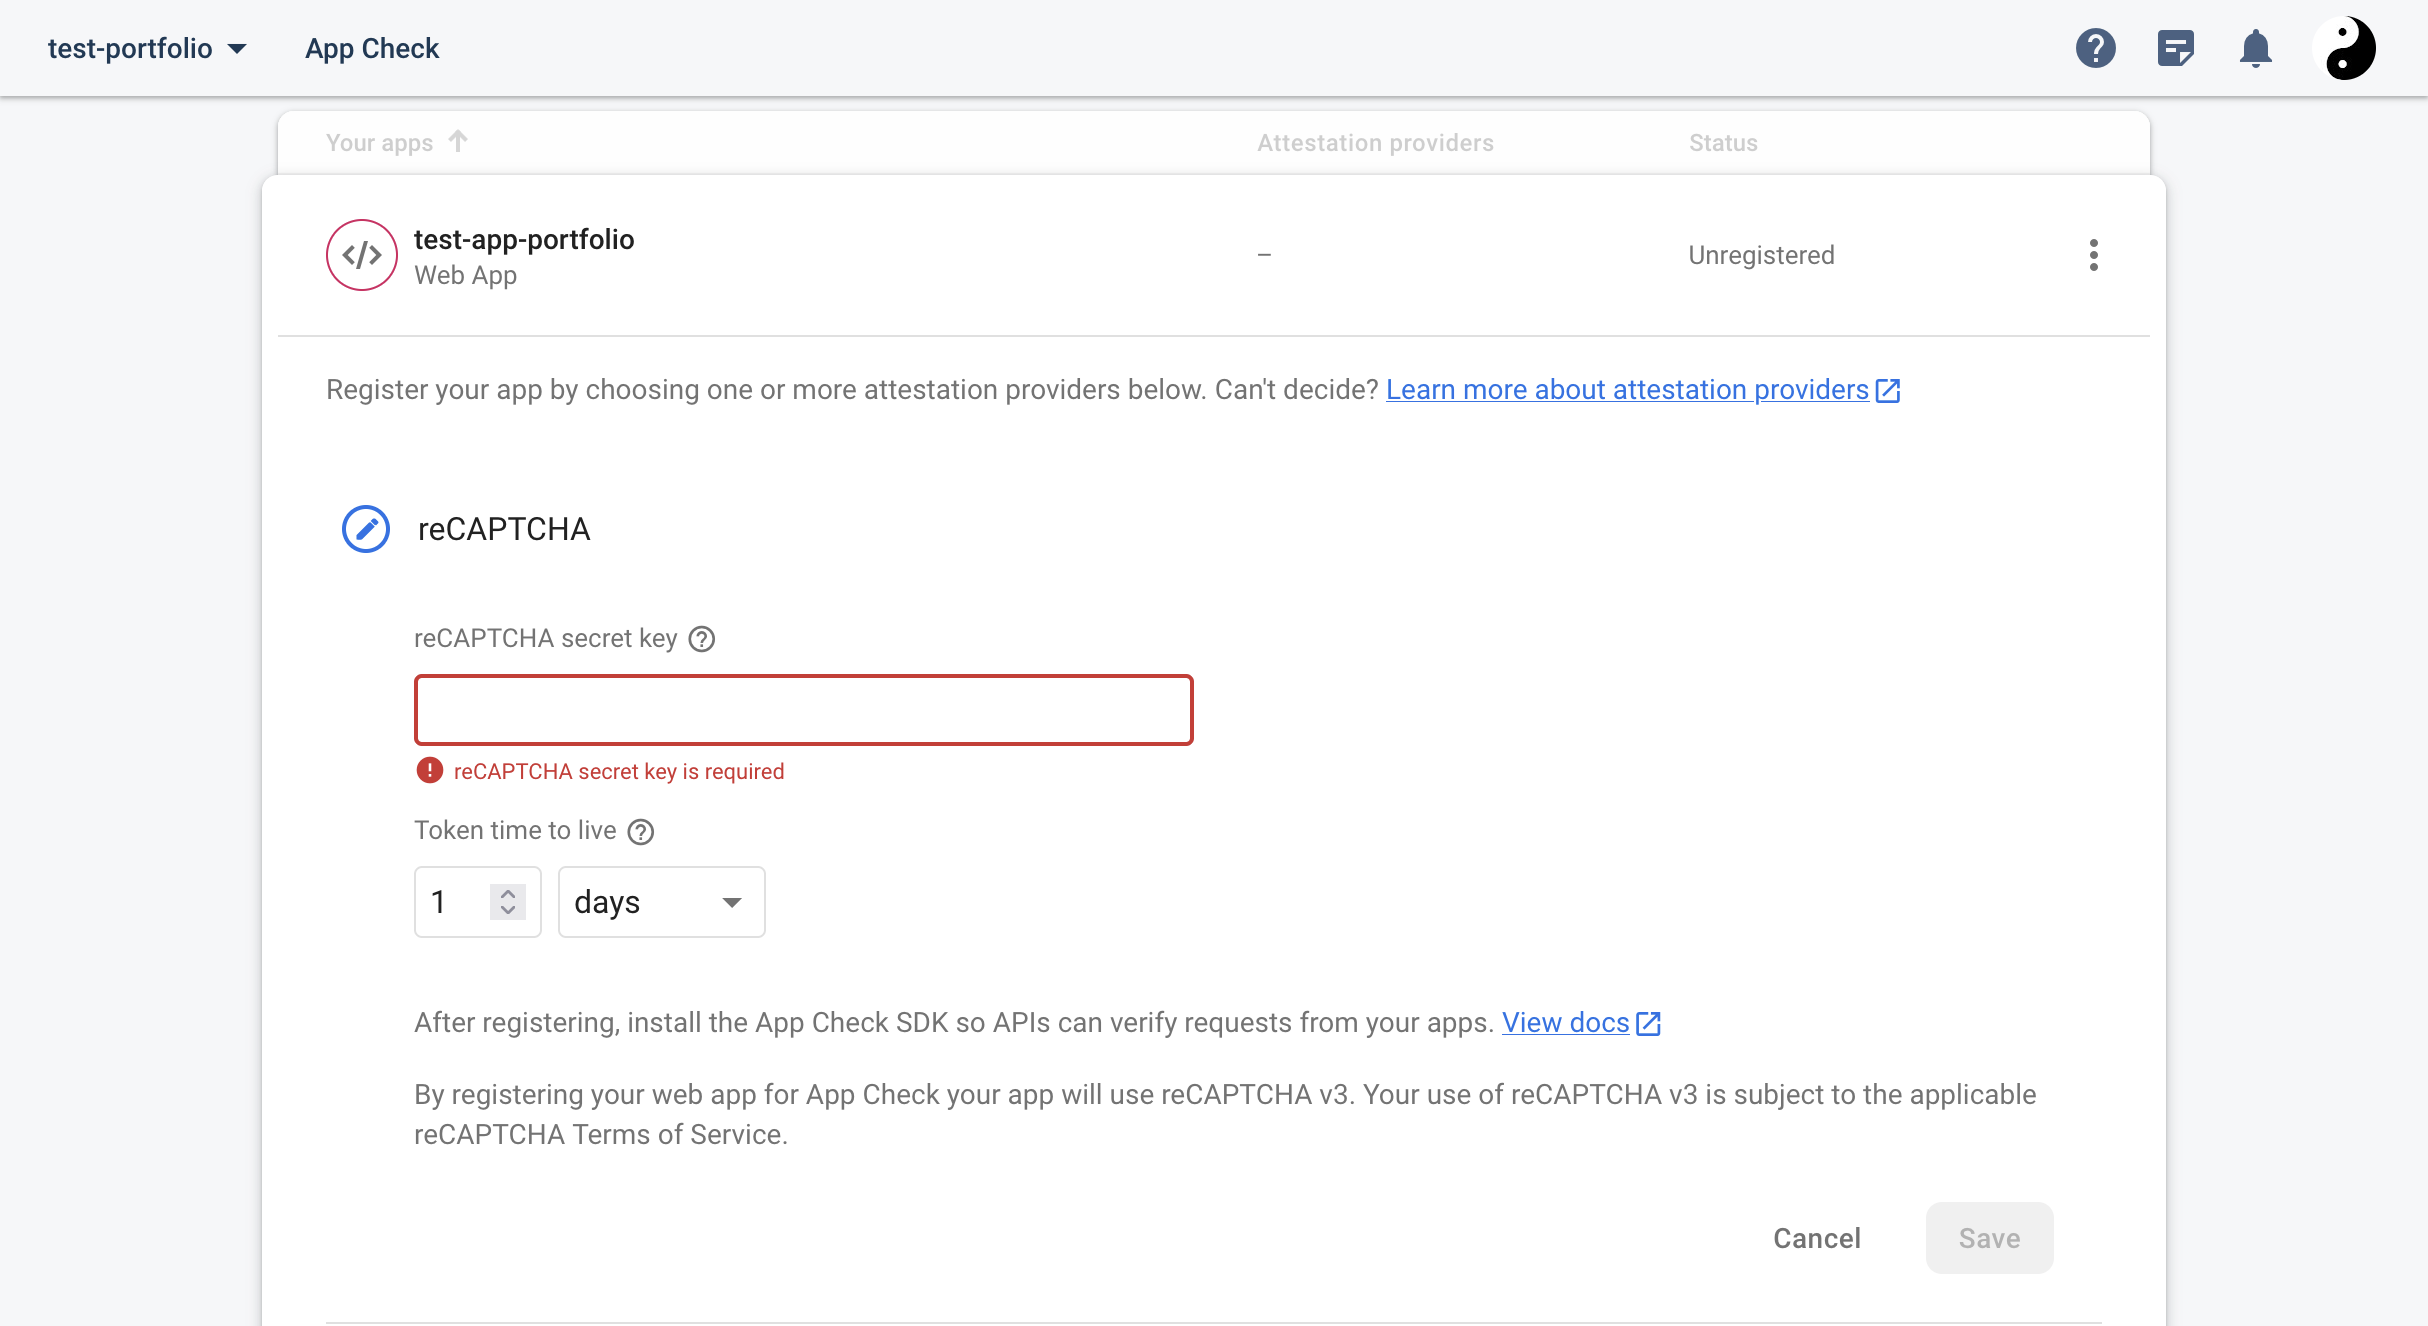 test-portfolio App Check
Your apps Attestation providers Status
test-app-portfolio
Web App
– Unregistered
Register your app by choosing one or more attestation providers below. Can't decide? Learn more about attestation providers
reCAPTCHA
reCAPTCHA secret key
reCAPTCHA secret key is required
Token time to live
1 days
After registering, install the App Check SDK so APIs can verify requests from your apps. View docs
By registering your web app for App Check your app will use reCAPTCHA v3. Your use of reCAPTCHA v3 is subject to the applicable
reCAPTCHA Terms of Service.
Cancel Save